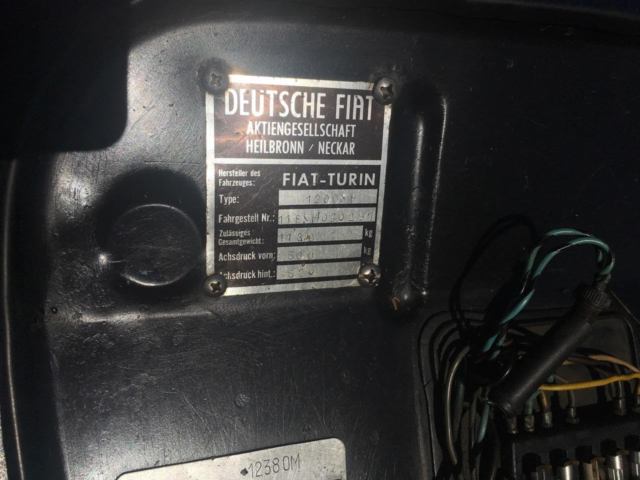 DEUTSCHE FIAT
AKTIENGESELLSCHAFT
HEILBRONN / NECKAR
Hersteller des
Fahrzeuges: FIAT-TURIN
Type:
Fahrgestell Nr.:
Zulässiges
Gesamtgewicht: kg
Achsdruck vorn: kg
Achsdruck hint.: kg
12380M